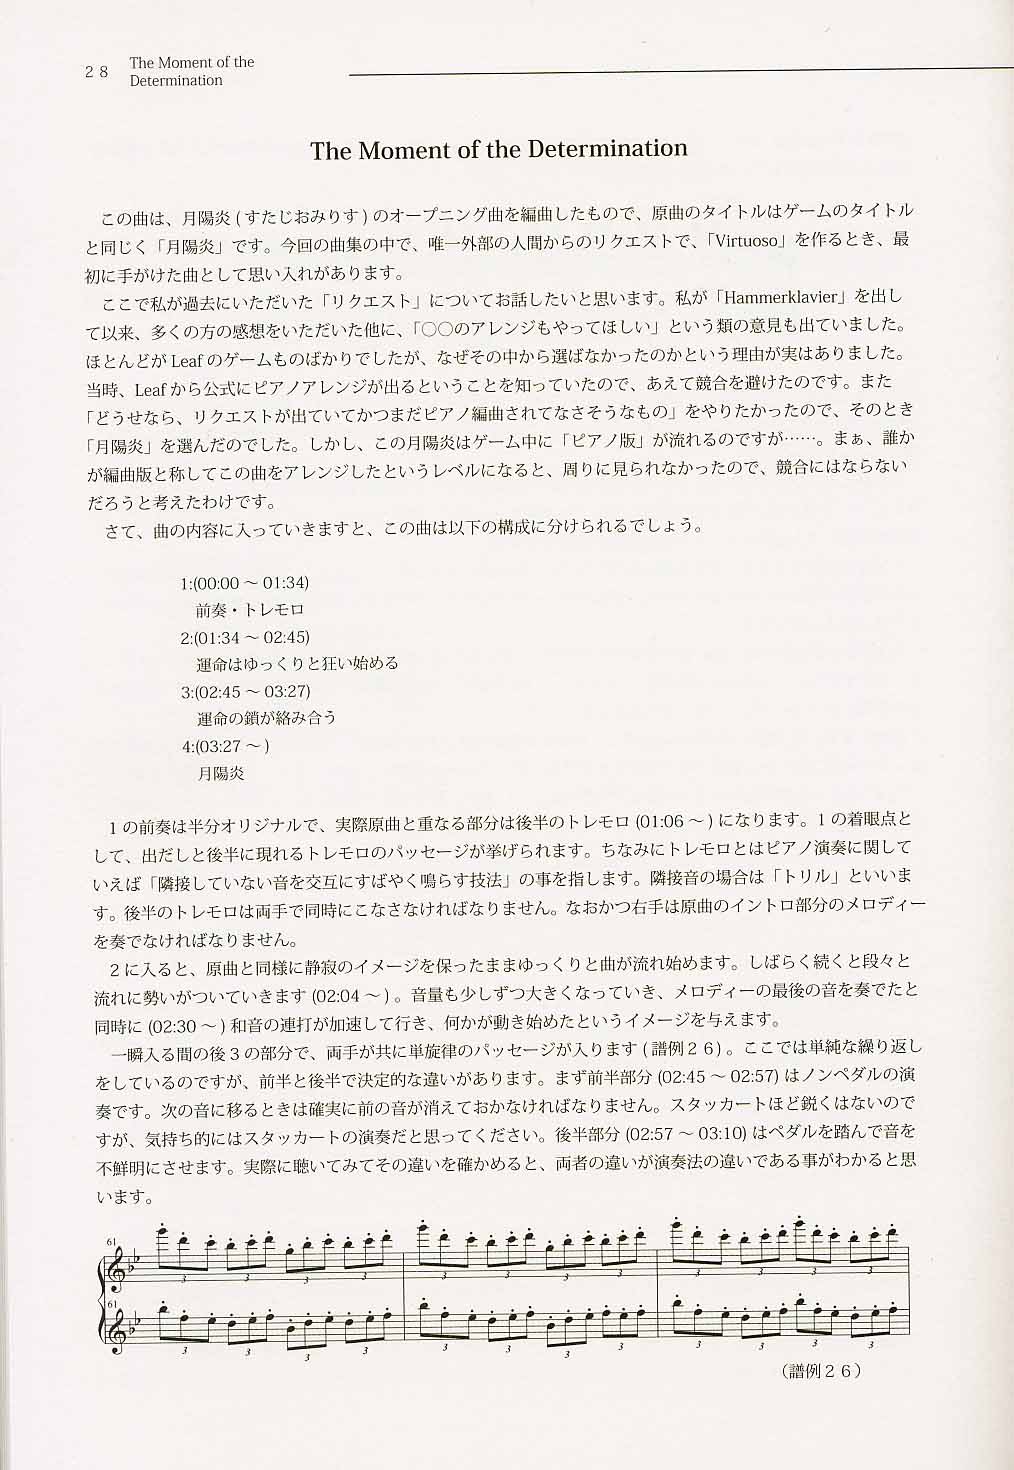 ２８
The Moment of the
Determination
The Moment of the Determination
この曲は、月陽炎 ( すたじおみりす ) のオープニング曲を編曲したもので、原曲のタイトルはゲームのタイトル
と同じく「月陽炎」です。今回の曲集の中で、唯一外部の人間からのリクエストで、「Virtuoso」を作るとき、最
初に手がけた曲として思い入れがあります。
ここで私が過去にいただいた「リクエスト」についてお話したいと思います。私が「Hammerklavier」を出し
て以来、多くの方の感想をいただいた他に、「○○のアレンジもやってほしい」という類の意見も出ていました。
ほとんどが Leaf のゲームものばかりでしたが、なぜその中から選ばなかったのかという理由が実はありました。
当時、Leaf から公式にピアノアレンジが出るということを知っていたので、あえて競合を避けたのです。また
「どうせなら、リクエストが出ていてかつまだピアノ編曲されてなさそうなもの」をやりたかったので、そのとき
「月陽炎」を選んだのでした。しかし、この月陽炎はゲーム中に「ピアノ版」が流れるのですが……。まぁ、誰か
が編曲版と称してこの曲をアレンジしたというレベルになると、周りに見られなかったので、競合にはならない
だろうと考えたわけです。
さて、曲の内容に入っていきますと、この曲は以下の構成に分けられるでしょう。
1:(00:00 ～ 01:34)
前奏・トレモロ
2:(01:34 ～ 02:45)
運命はゆっくりと狂い始める
3:(02:45 ～ 03:27)
運命の鎖が絡み合う
4:(03:27 ～ )
月陽炎
１の前奏は半分オリジナルで、実際原曲と重なる部分は後半のトレモロ (01:06 ～ ) になります。１の着眼点と
して、出だしと後半に現れるトレモロのパッセージが挙げられます。ちなみにトレモロとはピアノ演奏に関して
いえば「隣接していない音を交互にすばやく鳴らす技法」の事を指します。隣接音の場合は「トリル」といいま
す。後半のトレモロは両手で同時にこなさなければなりません。なおかつ右手は原曲のイントロ部分のメロディー
を奏でなければなりません。
２に入ると、原曲と同様に静寂のイメージを保ったままゆっくりと曲が流れ始めます。しばらく続くと段々と
流れに勢いがついていきます (02:04 ～ ) 。音量も少しずつ大きくなっていき、メロディーの最後の音を奏でたと
同時に (02:30 ～ ) 和音の連打が加速して行き、何かが動き始めたというイメージを与えます。
一瞬入る間の後３の部分で、両手が共に単旋律のパッセージが入ります ( 譜例２６) 。ここでは単純な繰り返し
をしているのですが、前半と後半で決定的な違いがあります。まず前半部分 (02:45 ～ 02:57) はノンペダルの演
奏です。次の音に移るときは確実に前の音が消えておかなければなりません。スタッカートほど鋭くはないので
すが、気持ち的にはスタッカートの演奏だと思ってください。後半部分 (02:57 ～ 03:10) はペダルを踏んで音を
不鮮明にさせます。実際に聴いてみてその違いを確かめると、両者の違いが演奏法の違いである事がわかると思
います。
61
3 3 3 3 3 3 3 3 3 3 3 3
61
3 3 3 3 3 3 3 3 3 3 3 3
（譜例２６）